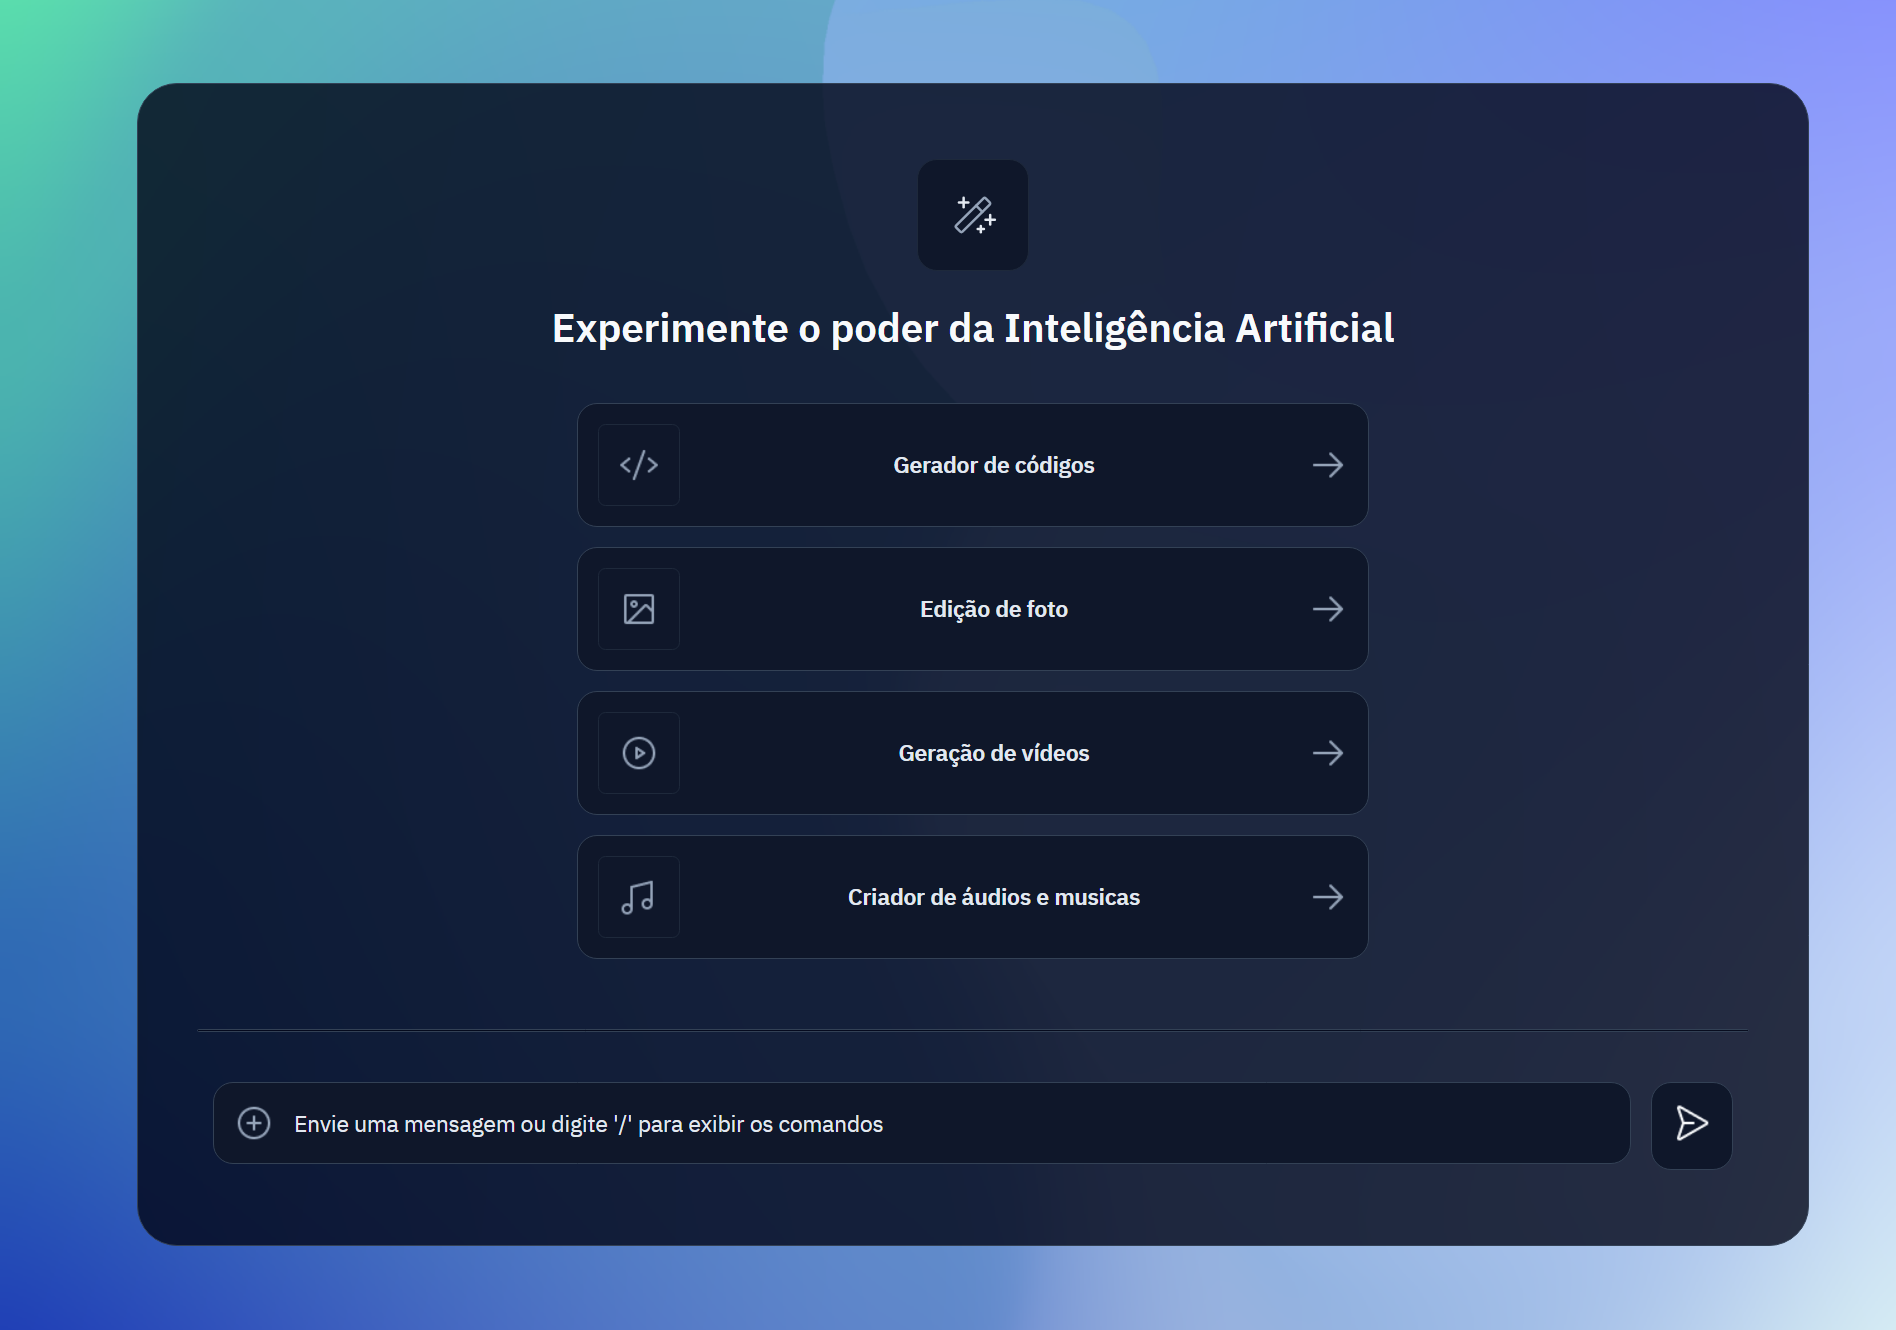 Experimente o poder da Inteligência Artificial
Gerador de códigos
Edição de foto
Geração de vídeos
Criador de áudios e musicas
Envie uma mensagem ou digite '/' para exibir os comandos